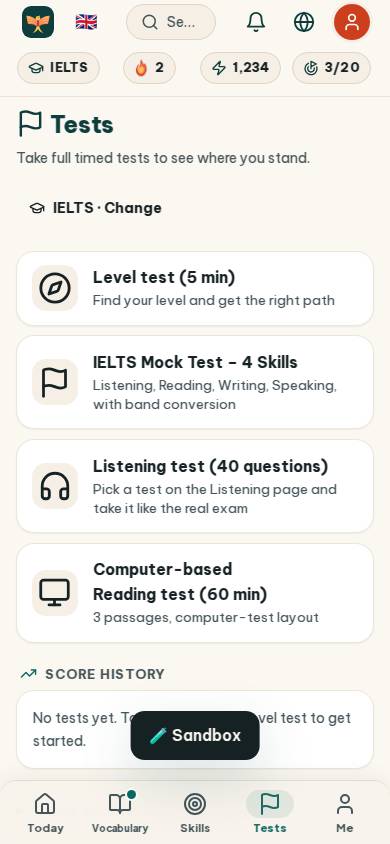 Se...
IELTS
2
1,234
3/20
Tests
Take full timed tests to see where you stand.
IELTS · Change
Level test (5 min)
Find your level and get the right path
IELTS Mock Test – 4 Skills
Listening, Reading, Writing, Speaking,
with band conversion
Listening test (40 questions)
Pick a test on the Listening page and
take it like the real exam
Computer-based
Reading test (60 min)
3 passages, computer-test layout
SCORE HISTORY
No tests yet. vel test to get
started.
Sandbox
Today
Vocabulary
Skills
Tests
Me